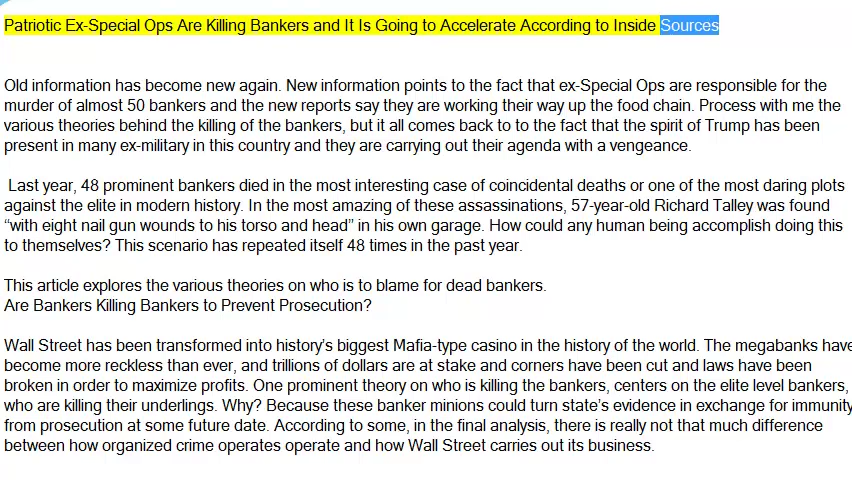 Patriotic Ex-Special Ops Are Killing Bankers and It Is Going to Accelerate According to Inside Sources
Old information has become new again. New information points to the fact that ex-Special Ops are responsible for the
murder of almost 50 bankers and the new reports say they are working their way up the food chain. Process with me the
various theories behind the killing of the bankers, but it all comes back to to the fact that the spirit of Trump has been
present in many ex-military in this country and they are carrying out their agenda with a vengeance.
Last year, 48 prominent bankers died in the most interesting case of coincidental deaths or one of the most daring plots
against the elite in modern history. In the most amazing of these assassinations, 57-year-old Richard Talley was found
“with eight nail gun wounds to his torso and head” in his own garage. How could any human being accomplish doing this
to themselves? This scenario has repeated itself 48 times in the past year.
This article explores the various theories on who is to blame for dead bankers.
Are Bankers Killing Bankers to Prevent Prosecution?
Wall Street has been transformed into history’s biggest Mafia-type casino in the history of the world. The megabanks have
become more reckless than ever, and trillions of dollars are at stake and corners have been cut and laws have been
broken in order to maximize profits. One prominent theory on who is killing the bankers, centers on the elite level bankers,
who are killing their underlings. Why? Because these banker minions could turn state’s evidence in exchange for immunity
from prosecution at some future date. According to some, in the final analysis, there is really not that much difference
between how organized crime operates operate and how Wall Street carries out its business.